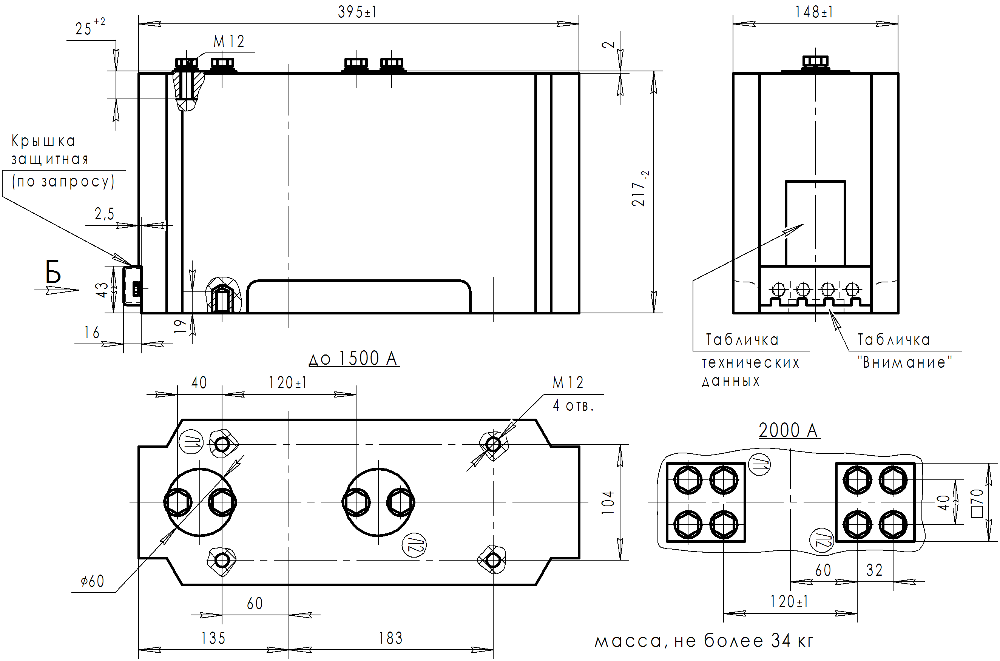 395±1
148±1
25+2
M12
2
Крышка
защитная
(по запросу)
217-2
2,5
Б
43
19
16
Табличка
технических
данных
Табличка
"Внимание"
до 1500 А
40
120±1
M12
4 отв.
Л1
104
Л2
⌀60
60
135
183
2000 А
Л1
40
□70
Л2
60
32
120±1
масса, не более 34 кг